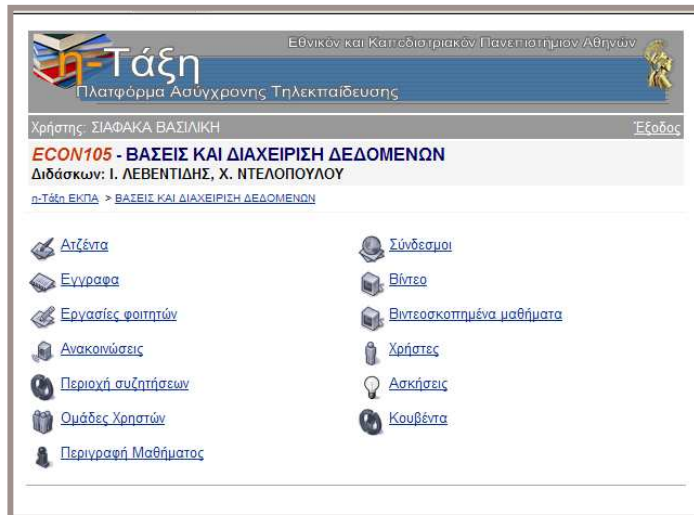 Εθνικόν και Καποδιστριακόν Πανεπιστήμιον Αθηνών
η-Τάξη
Πλατφόρμα Ασύγχρονης Τηλεκπαίδευσης
Χρήστης: ΣΙΑΦΑΚΑ ΒΑΣΙΛΙΚΗ Έξοδος
ECON105 - ΒΑΣΕΙΣ ΚΑΙ ΔΙΑΧΕΙΡΙΣΗ ΔΕΔΟΜΕΝΩΝ
Διδάσκων: Ι. ΛΕΒΕΝΤΙΔΗΣ, Χ. ΝΤΕΛΟΠΟΥΛΟΥ
η-Τάξη ΕΚΠΑ > ΒΑΣΕΙΣ ΚΑΙ ΔΙΑΧΕΙΡΙΣΗ ΔΕΔΟΜΕΝΩΝ
Ατζέντα
Εγγραφα
Εργασίες φοιτητών
Ανακοινώσεις
Περιοχή συζητήσεων
Ομάδες Χρηστών
Περιγραφή Μαθήματος
Σύνδεσμοι
Βίντεο
Βιντεοσκοπημένα μαθήματα
Χρήστες
Ασκήσεις
Κουβέντα